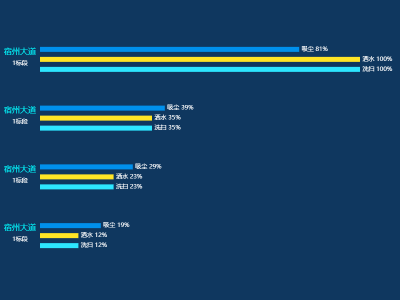 宿州大道
1标段
吸尘 81%
洒水 100%
洗扫 100%
宿州大道
1标段
吸尘 39%
洒水 35%
洗扫 35%
宿州大道
1标段
吸尘 29%
洒水 23%
洗扫 23%
宿州大道
1标段
吸尘 19%
洒水 12%
洗扫 12%